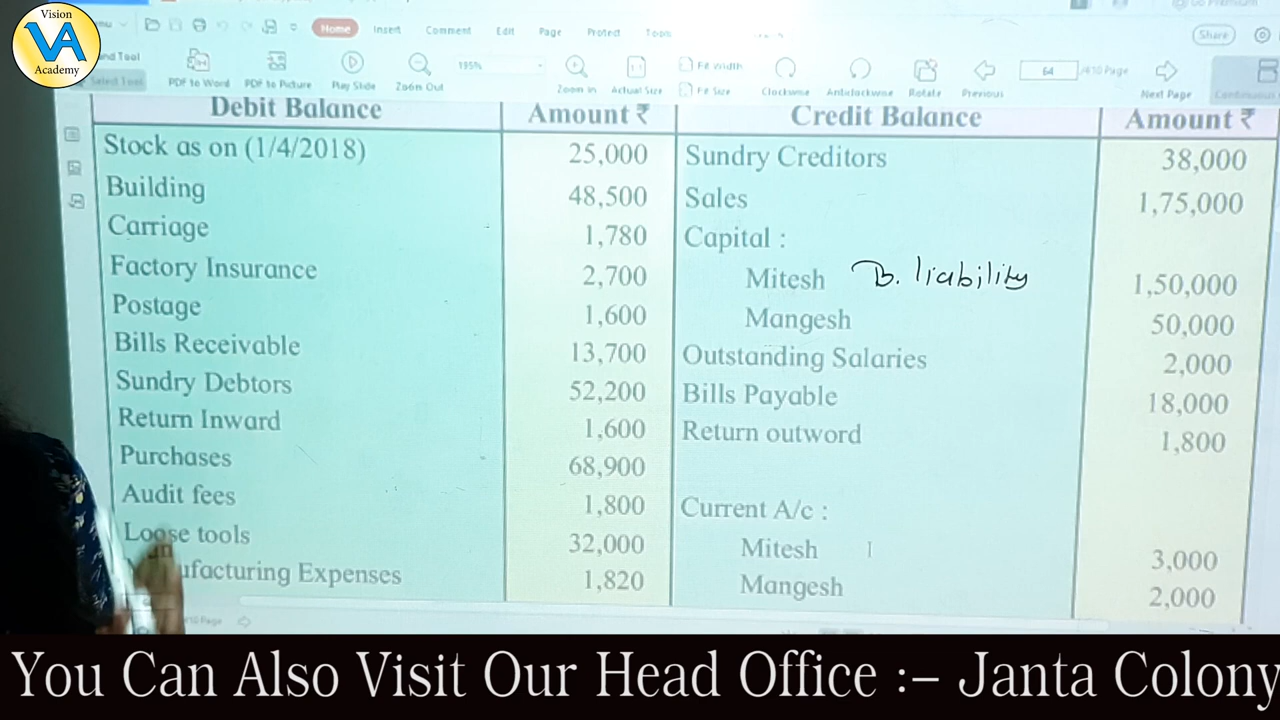 Vision
VA
Academy
Home Insert Comment Edit Page Protect Tools
Share
PDF to Word PDF to Picture Play Slide Zoom Out 195% Zoom In Actual Size Fit Width Fit Size Clockwise Anticlockwise Rotate Previous 64 /410 Page Next Page Continuous
Debit Balance Amount ₹ Credit Balance Amount ₹
Stock as on (1/4/2018) 25,000 Sundry Creditors 38,000
Building 48,500 Sales 1,75,000
Carriage 1,780 Capital :
Factory Insurance 2,700 Mitesh B. liability 1,50,000
Postage 1,600 Mangesh 50,000
Bills Receivable 13,700 Outstanding Salaries 2,000
Sundry Debtors 52,200 Bills Payable 18,000
Return Inward 1,600 Return outword 1,800
Purchases 68,900
Audit fees 1,800 Current A/c :
Loose tools 32,000 Mitesh 3,000
ufacturing Expenses 1,820 Mangesh 2,000
You Can Also Visit Our Head Office :– Janta Colony